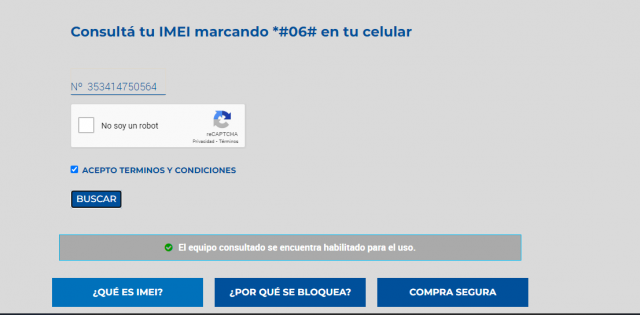 Consultá tu IMEI marcando *#06# en tu celular
Nº 353414750564
No soy un robot
reCAPTCHA
Privacidad - Términos
ACEPTO TERMINOS Y CONDICIONES
BUSCAR
El equipo consultado se encuentra habilitado para el uso.
¿QUÉ ES IMEI?
¿POR QUÉ SE BLOQUEA?
COMPRA SEGURA